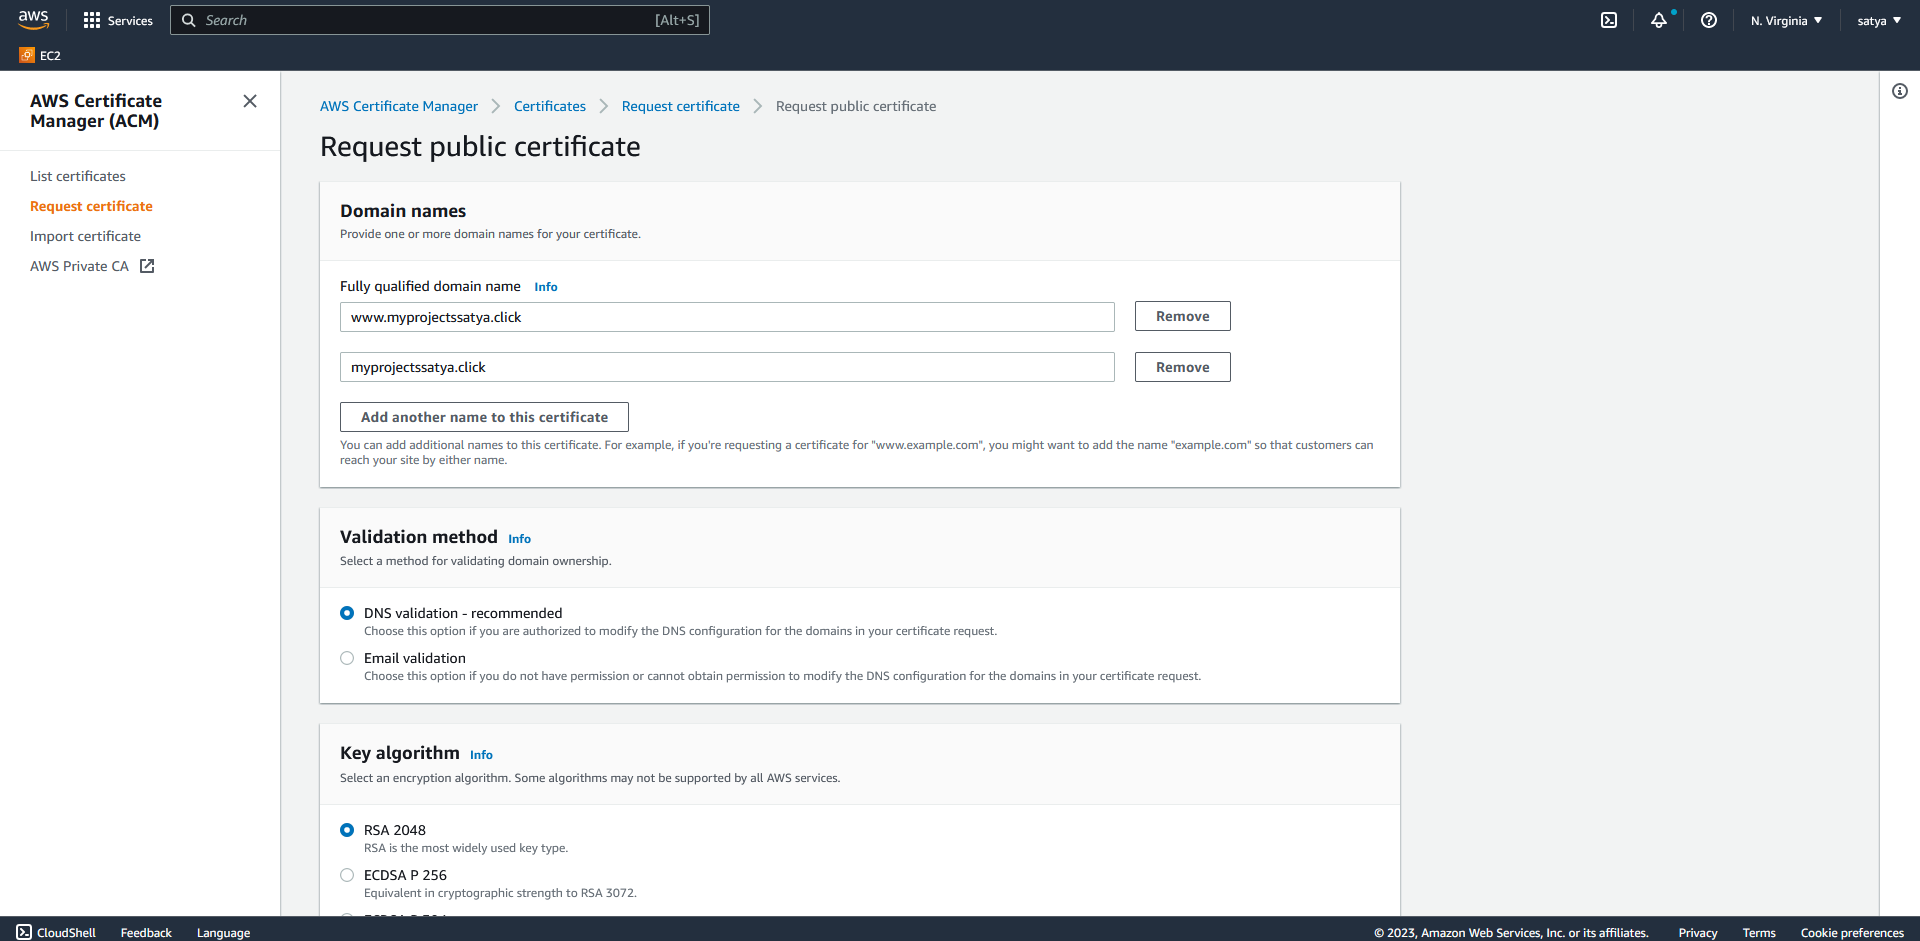 aws
Services
Search
[Alt+S]
N. Virginia
satya
EC2
AWS Certificate
Manager (ACM)
List certificates
Request certificate
Import certificate
AWS Private CA
AWS Certificate Manager
Certificates
Request certificate
Request public certificate
Request public certificate
Domain names
Provide one or more domain names for your certificate.
Fully qualified domain name Info
www.myprojectssatya.click
Remove
myprojectssatya.click
Remove
Add another name to this certificate
You can add additional names to this certificate. For example, if you're requesting a certificate for "www.example.com", you might want to add the name "example.com" so that customers can
reach your site by either name.
Validation method Info
Select a method for validating domain ownership.
DNS validation - recommended
Choose this option if you are authorized to modify the DNS configuration for the domains in your certificate request.
Email validation
Choose this option if you do not have permission or cannot obtain permission to modify the DNS configuration for the domains in your certificate request.
Key algorithm Info
Select an encryption algorithm. Some algorithms may not be supported by all AWS services.
RSA 2048
RSA is the most widely used key type.
ECDSA P 256
Equivalent in cryptographic strength to RSA 3072.
CloudShell
Feedback
Language
© 2023, Amazon Web Services, Inc. or its affiliates.
Privacy
Terms
Cookie preferences